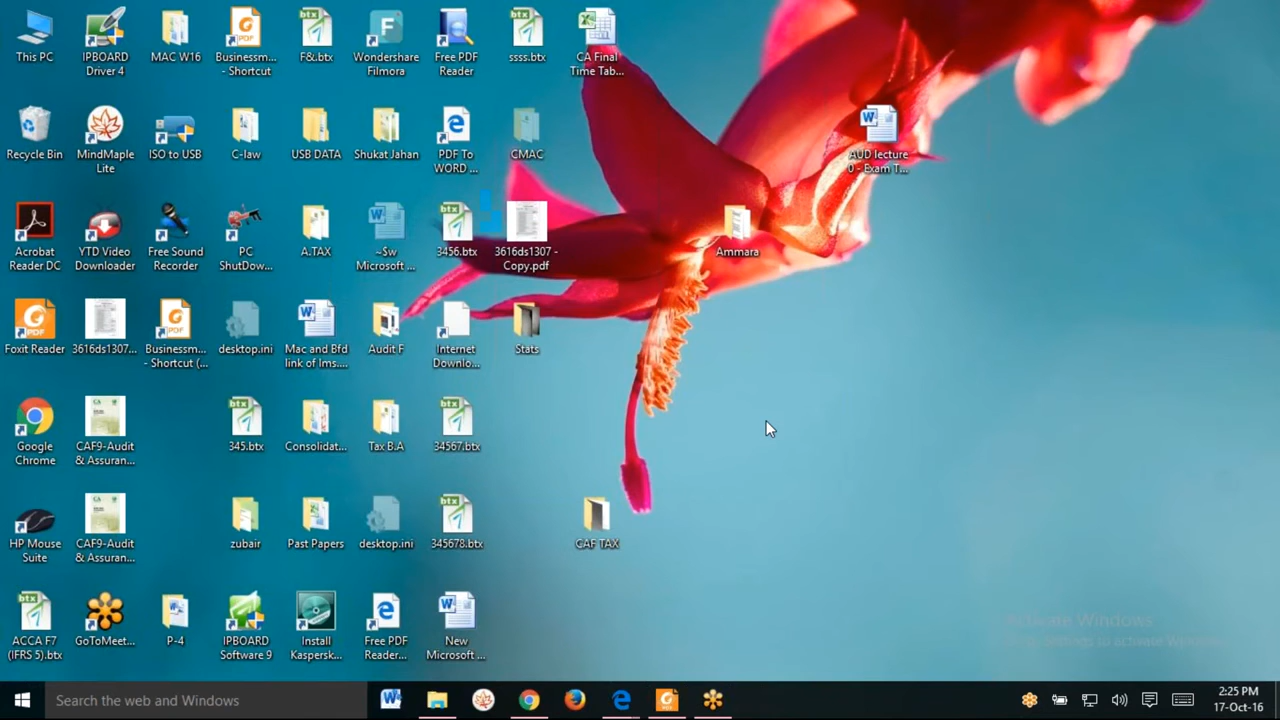 This PC
IPBOARD
Driver 4
MAC W16
Businessm...
- Shortcut
F&.btx
Wondershare
Filmora
Free PDF
Reader
ssss.btx
CA Final
Time Tab...
Recycle Bin
MindMaple
Lite
ISO to USB
C-law
USB DATA
Shukat Jahan
PDF To
WORD ...
CMAC
AUD lecture
0 - Exam T...
Acrobat
Reader DC
YTD Video
Downloader
Free Sound
Recorder
PC
ShutDow...
A.TAX
~$w
Microsoft ...
3456.btx
3616ds1307 -
Copy.pdf
Ammara
Foxit Reader
3616ds1307...
Businessm...
- Shortcut (...
desktop.ini
Mac and Bfd
link of lms....
Audit F
Internet
Downlo...
Stats
Google
Chrome
CAF9-Audit
& Assuran...
345.btx
Consolidat...
Tax B.A
34567.btx
HP Mouse
Suite
CAF9-Audit
& Assuran...
zubair
Past Papers
desktop.ini
345678.btx
CAF TAX
ACCA F7
(IFRS 5).btx
GoToMeet...
P-4
IPBOARD
Software 9
Install
Kaspersk...
Free PDF
Reader...
New
Microsoft ...
Activate Windows
to activate Windows
Search the web and Windows
2:25 PM
17-Oct-16